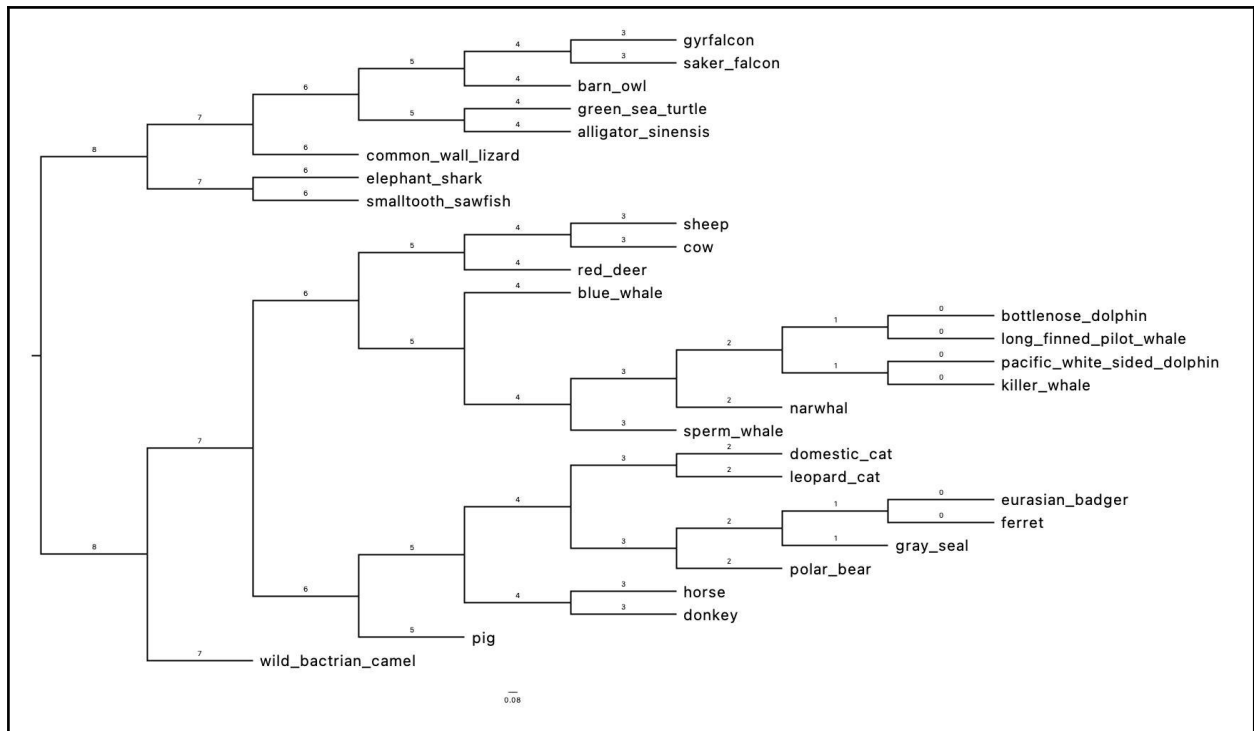 3
gyrfalcon
4
3
saker_falcon
5
4
barn_owl
6
4
green_sea_turtle
5
4
alligator_sinensis
7
6
common_wall_lizard
8
6
elephant_shark
7
6
smalltooth_sawfish
3
sheep
4
3
cow
5
4
red_deer
4
blue_whale
6
0
bottlenose_dolphin
1
0
long_finned_pilot_whale
5
2
0
pacific_white_sided_dolphin
1
0
killer_whale
3
2
narwhal
4
3
sperm_whale
7
2
domestic_cat
3
2
leopard_cat
4
0
eurasian_badger
1
0
ferret
2
1
gray_seal
3
2
polar_bear
5
8
3
horse
6
4
3
donkey
5
pig
7
wild_bactrian_camel
0.08